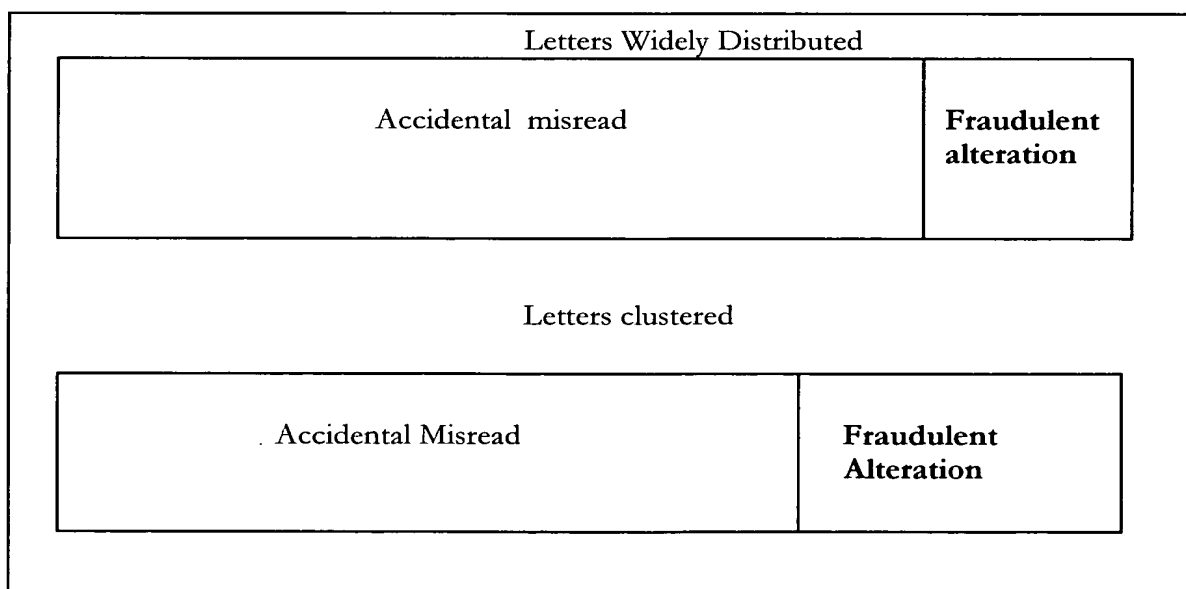 Letters Widely Distributed
Accidental misread
Fraudulent
alteration
Letters clustered
Accidental Misread
Fraudulent
Alteration